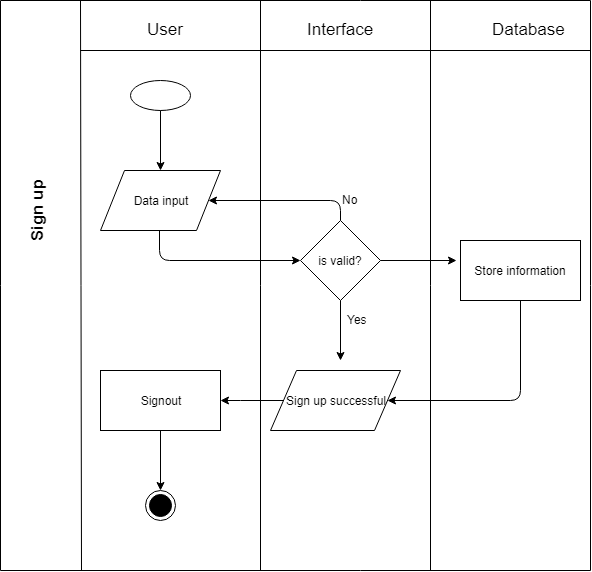 User
Interface
Database
Sign up
Data input
No
is valid?
Store information
Yes
Signout
Sign up successful